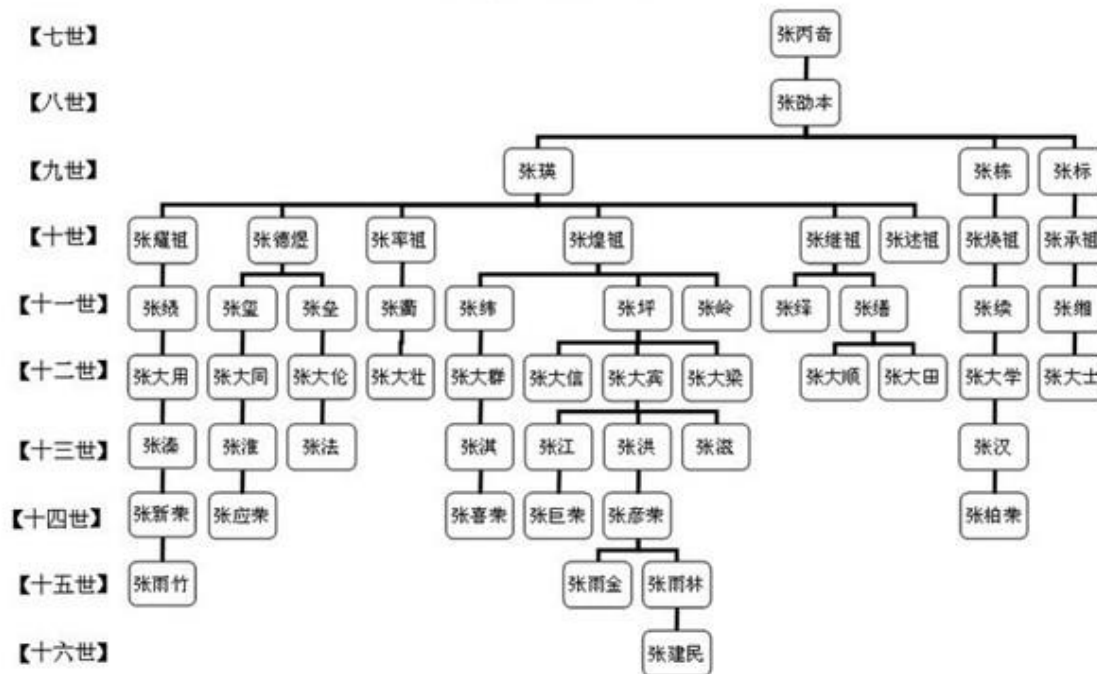 【七世】 张丙奇
【八世】 张劭本
【九世】 张瑛 张栋 张标
【十世】 张耀祖 张德煜 张率祖 张煌祖 张继祖 张述祖 张焕祖 张承祖
【十一世】 张绩 张玺 张垒 张蔺 张纬 张坪 张岭 张绎 张缮 张续 张缃
【十二世】 张大用 张大同 张大伦 张大壮 张大群 张大信 张大宾 张大梁 张大顺 张大田 张大学 张大士
【十三世】 张溱 张淮 张法 张淇 张江 张洪 张滋 张汉
【十四世】 张新荣 张应荣 张喜荣 张巨荣 张彦荣 张柏荣
【十五世】 张雨竹 张雨金 张雨林
【十六世】 张建民